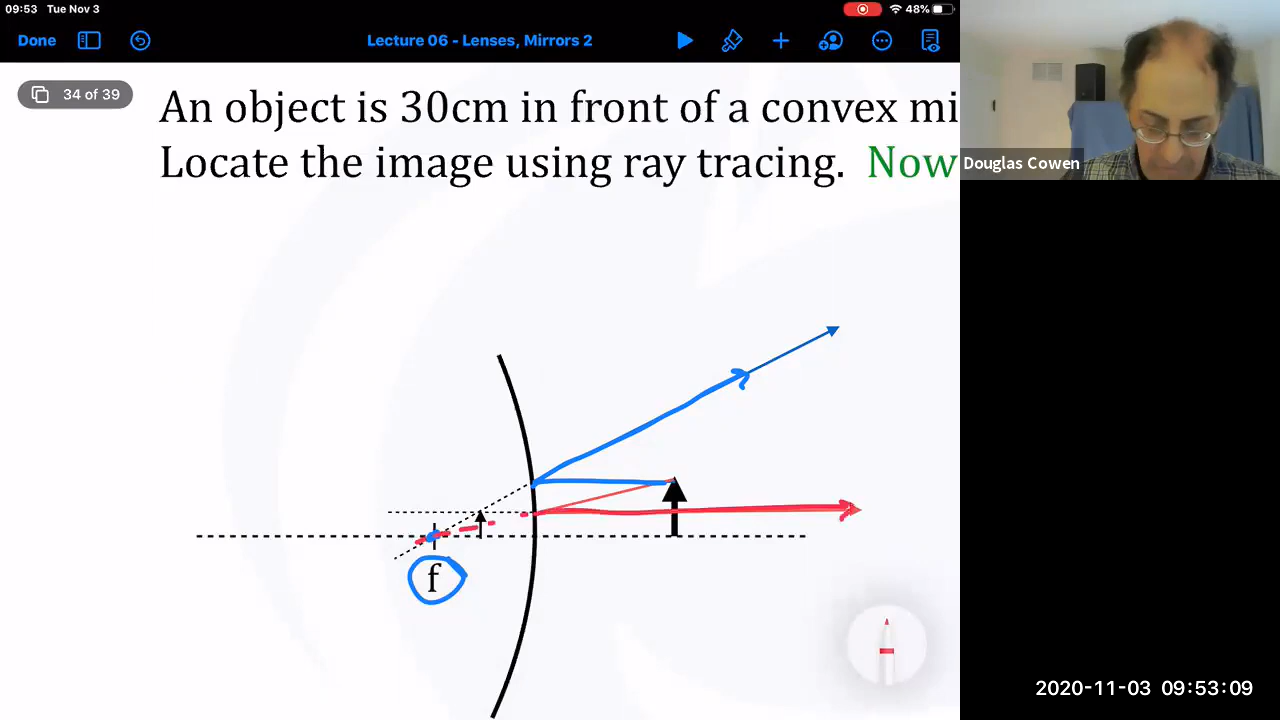 09:53 Tue Nov 3
48%
Done
Lecture 06 - Lenses, Mirrors 2
34 of 39
An object is 30cm in front of a convex mi
Locate the image using ray tracing. Now
Douglas Cowen
f
2020-11-03 09:53:09